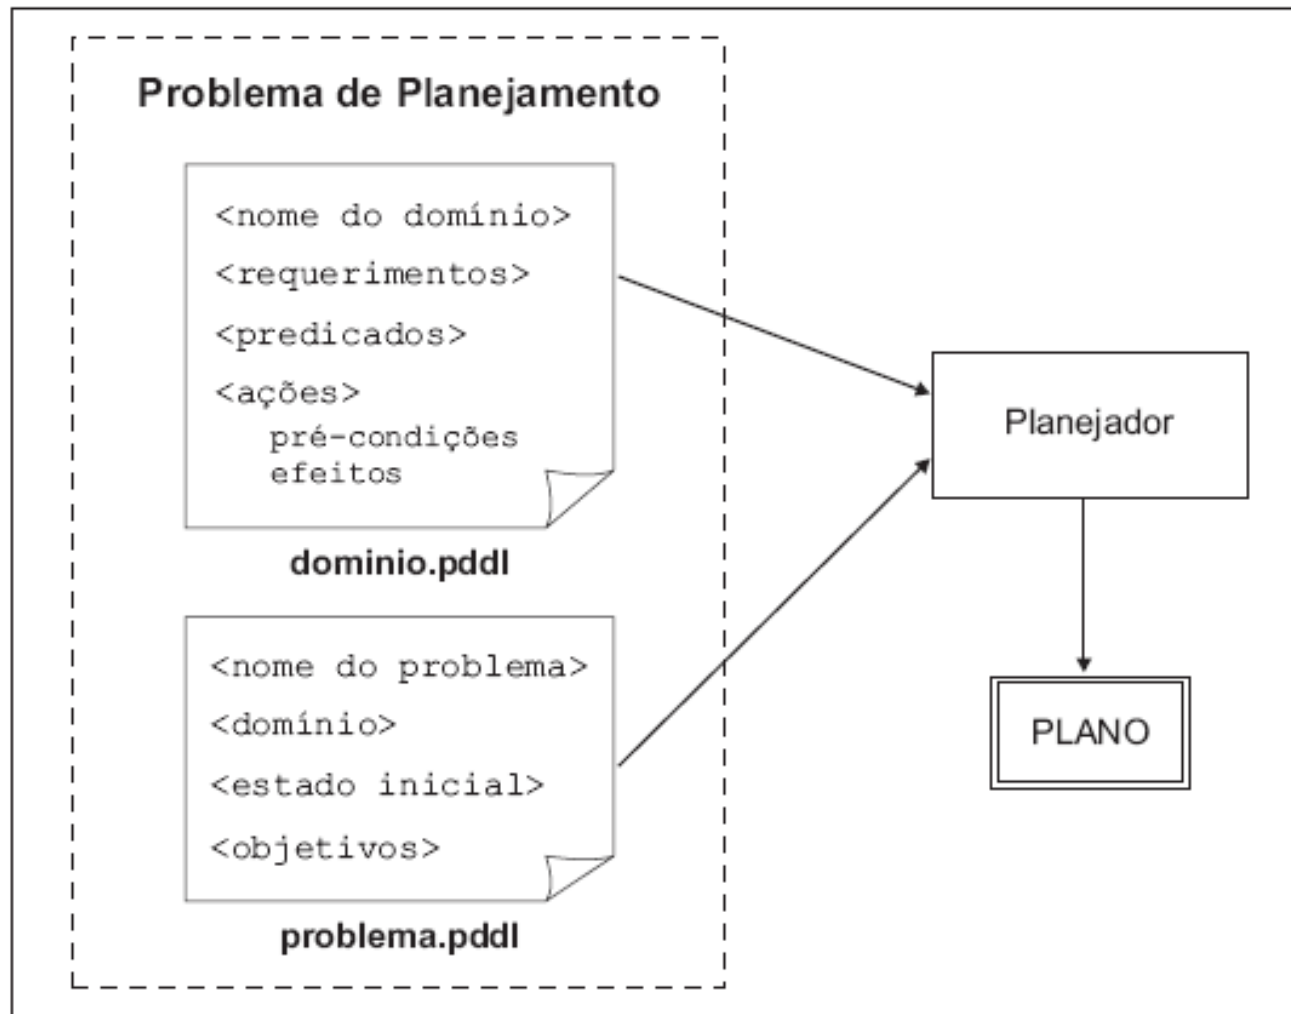 Problema de Planejamento
<nome do domínio>
<requerimentos>
<predicados>
<ações>
pré-condições
efeitos
dominio.pddl
<nome do problema>
<domínio>
<estado inicial>
<objetivos>
problema.pddl
Planejador
PLANO